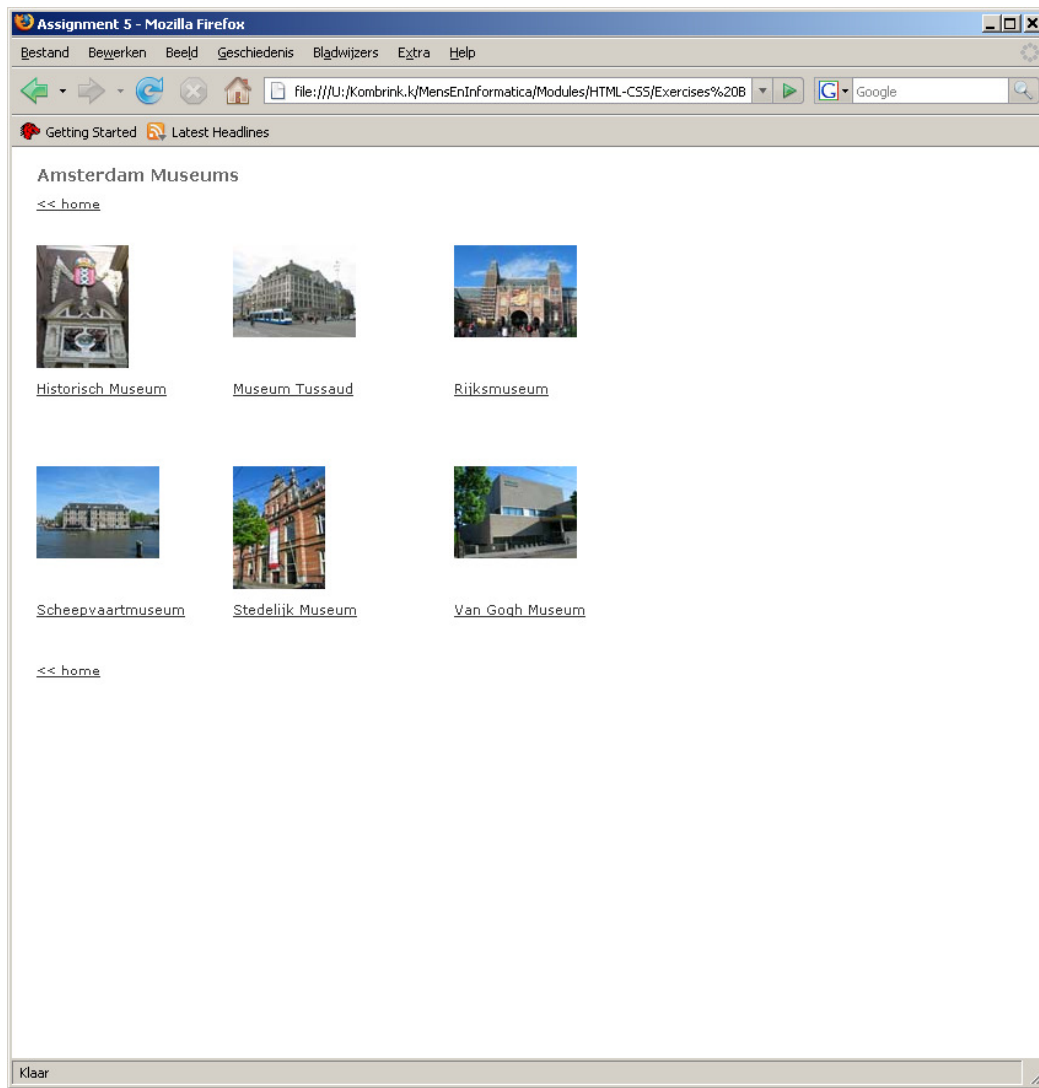 Assignment 5 - Mozilla Firefox
Bestand Bewerken Beeld Geschiedenis Bladwijzers Extra Help
file:///U:/Kombrink.k/MensEnInformatica/Modules/HTML-CSS/Exercises%20B G Google
Getting Started Latest Headlines
Amsterdam Museums
<< home
Historisch Museum Museum Tussaud Rijksmuseum
Scheepvaartmuseum Stedelijk Museum Van Gogh Museum
<< home
Klaar